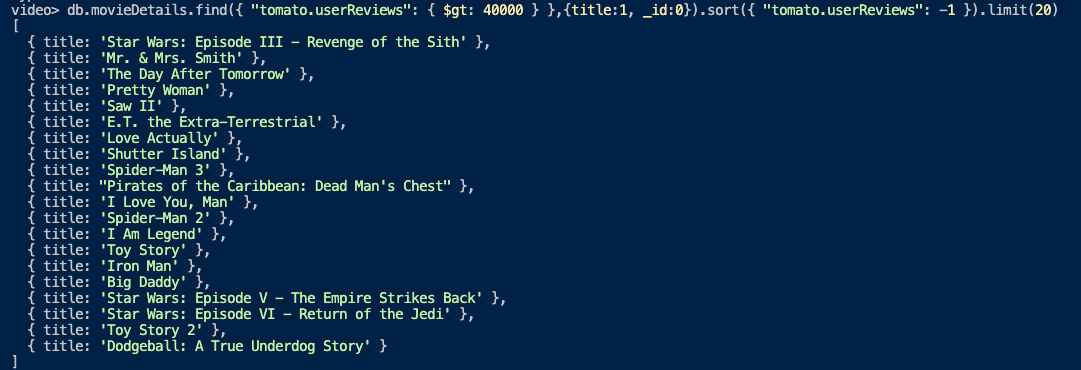 video> db.movieDetails.find({ "tomato.userReviews": { $gt: 40000 } },{title:1, _id:0}).sort({ "tomato.userReviews": -1 }).limit(20)
[
  { title: 'Star Wars: Episode III - Revenge of the Sith' },
  { title: 'Mr. & Mrs. Smith' },
  { title: 'The Day After Tomorrow' },
  { title: 'Pretty Woman' },
  { title: 'Saw II' },
  { title: 'E.T. the Extra-Terrestrial' },
  { title: 'Love Actually' },
  { title: 'Shutter Island' },
  { title: 'Spider-Man 3' },
  { title: "Pirates of the Caribbean: Dead Man's Chest" },
  { title: 'I Love You, Man' },
  { title: 'Spider-Man 2' },
  { title: 'I Am Legend' },
  { title: 'Toy Story' },
  { title: 'Iron Man' },
  { title: 'Big Daddy' },
  { title: 'Star Wars: Episode V - The Empire Strikes Back' },
  { title: 'Star Wars: Episode VI - Return of the Jedi' },
  { title: 'Toy Story 2' },
  { title: 'Dodgeball: A True Underdog Story' }
]